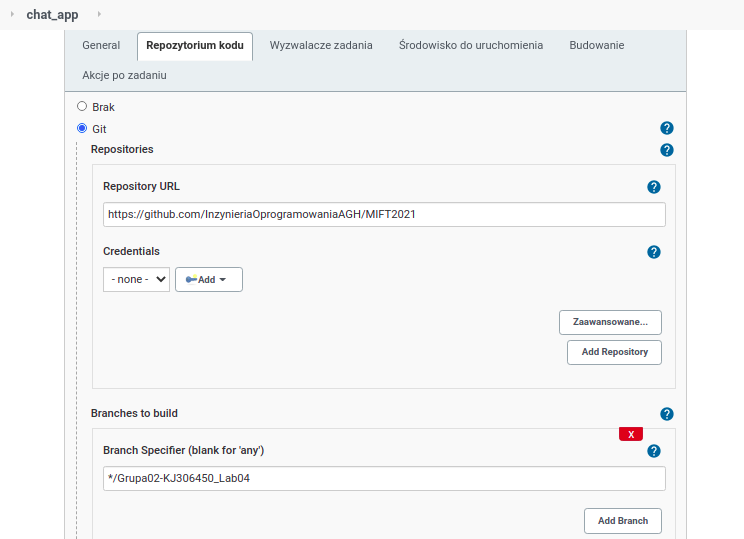 chat_app
General Repozytorium kodu Wyzwalacze zadania Środowisko do uruchomienia Budowanie
Akcje po zadaniu
Brak
Git ?
Repositories ?
Repository URL ?
https://github.com/InzynieriaOprogramowaniaAGH/MIFT2021
Credentials ?
- none - Add
Zaawansowane...
Add Repository
Branches to build ?
X
Branch Specifier (blank for 'any') ?
*/Grupa02-KJ306450_Lab04
Add Branch